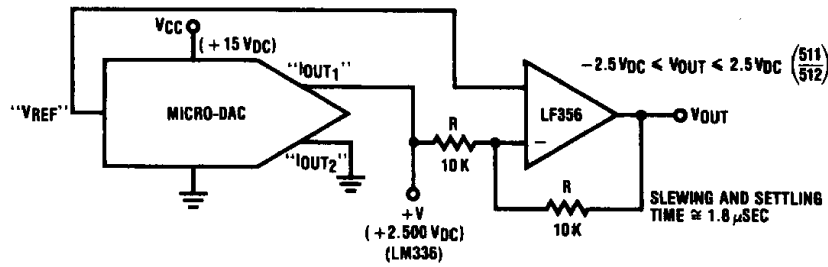 VCC
(+15 VDC)
"IOUT1"
−2.5 VDC ≤ VOUT ≤ 2.5 VDC (511/512)
"VREF"
MICRO-DAC
LF356
VOUT
R
−
10K
"IOUT2"
R
10K
SLEWING AND SETTLING
TIME ≅ 1.8 μSEC
+V
(+2.500 VDC)
(LM336)